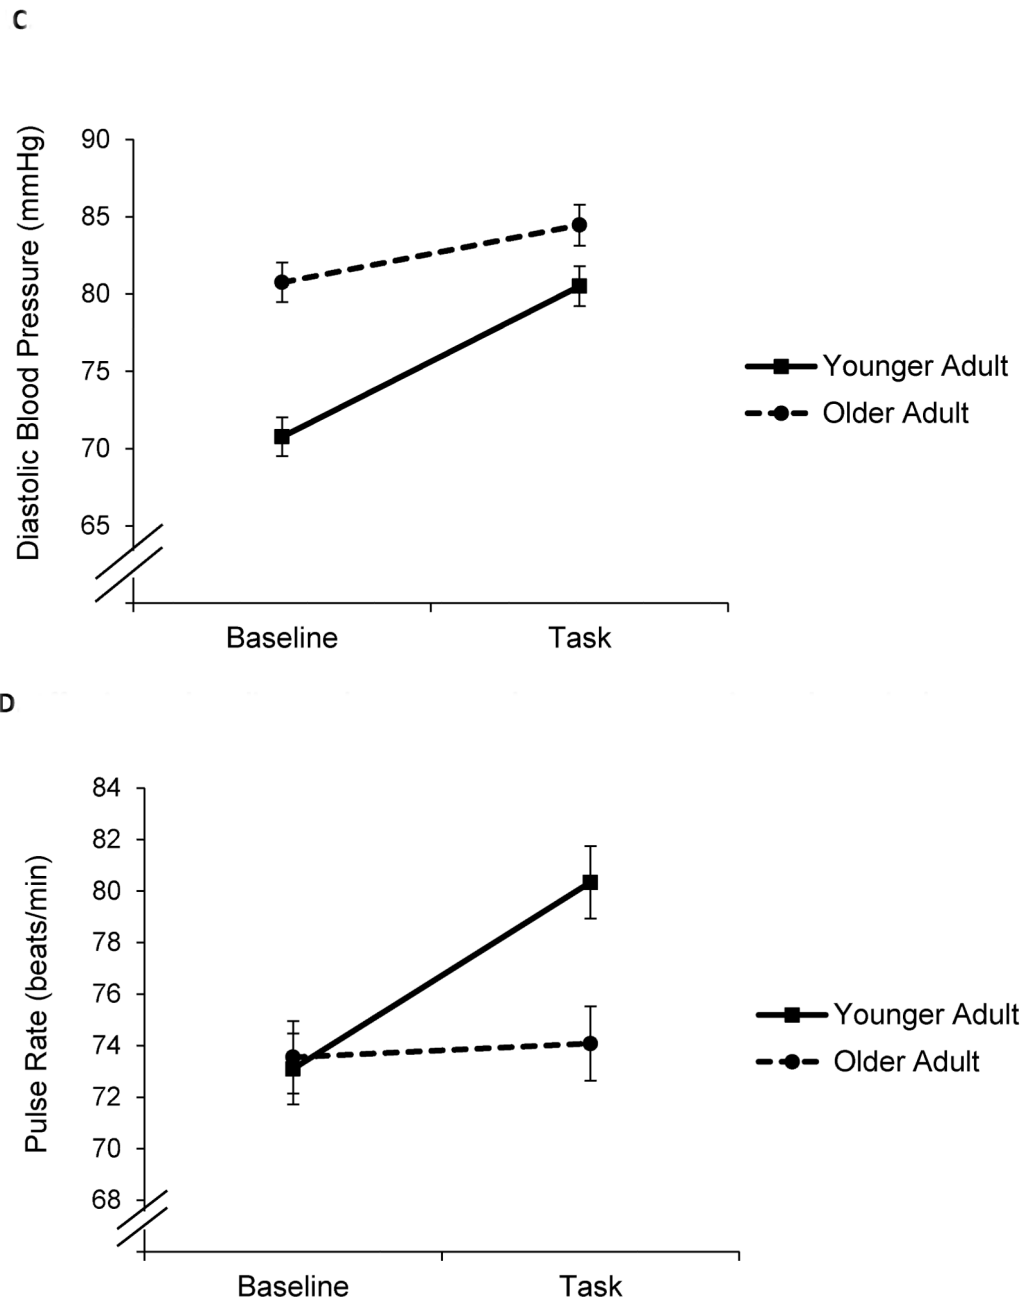 C
Diastolic Blood Pressure (mmHg)
90
85
80
75
70
65
Baseline Task
Younger Adult
Older Adult
D
Pulse Rate (beats/min)
84
82
80
78
76
74
72
70
68
Baseline Task
Younger Adult
Older Adult